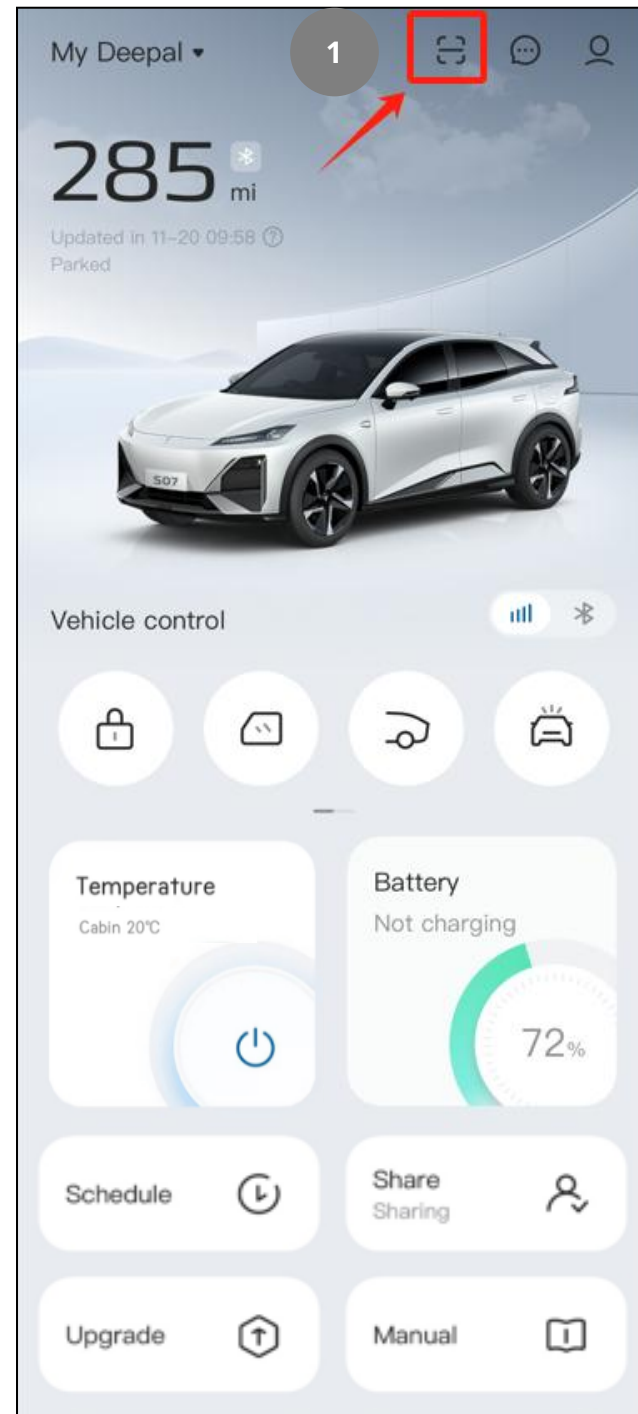 My Deepal
1
285 mi
Updated in 11-20 09:58
Parked
S07
Vehicle control
Temperature
Cabin 20℃
Battery
Not charging
72%
Schedule
Share
Sharing
Upgrade
Manual